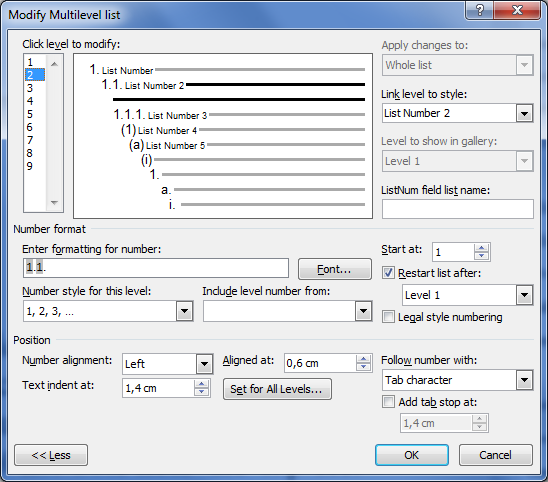 Modify Multilevel list
Click level to modify:
1
2
3
4
5
6
7
8
9
1. List Number
1.1. List Number 2
1.1.1. List Number 3
(1) List Number 4
(a) List Number 5
(i)
1.
a.
i.
Apply changes to:
Whole list
Link level to style:
List Number 2
Level to show in gallery:
Level 1
ListNum field list name:
Number format
Enter formatting for number:
1.1.
Font...
Start at: 1
Restart list after:
Level 1
Number style for this level:
1, 2, 3, ...
Include level number from:
Legal style numbering
Position
Number alignment: Left
Aligned at: 0,6 cm
Text indent at: 1,4 cm
Set for All Levels...
Follow number with:
Tab character
Add tab stop at:
1,4 cm
<< Less
OK
Cancel